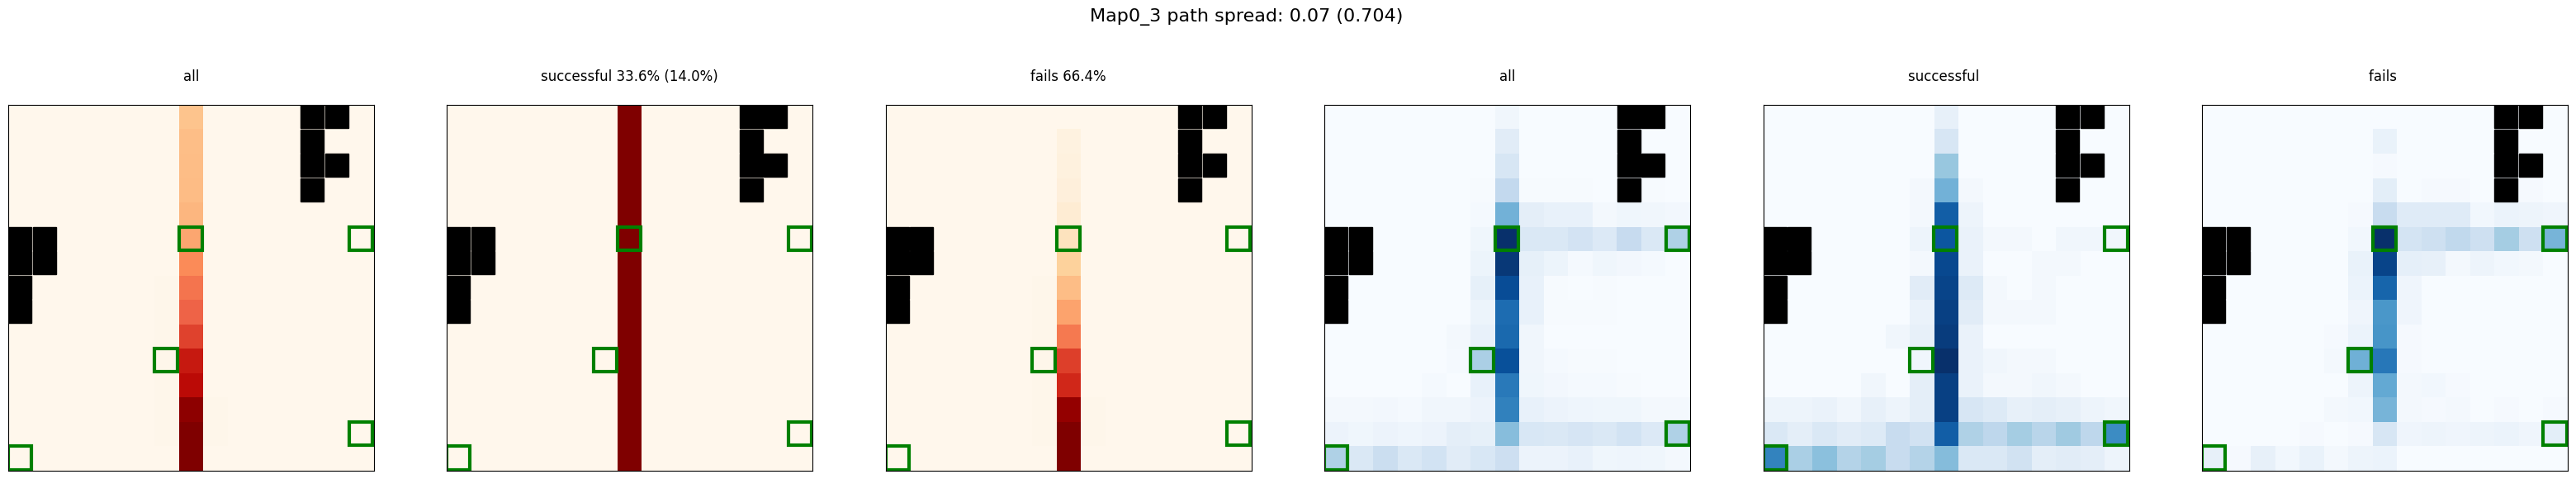 Map0_3 path spread: 0.07 (0.704)
all
successful 33.6% (14.0%)
fails 66.4%
all
successful
fails